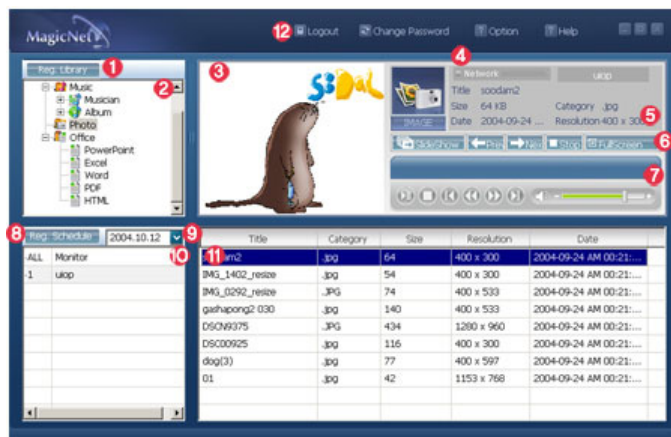 MagicNet
12 Logout Change Password Option Help
Reg. Library 1
2
Music
Musician
Album
Photo
Office
PowerPoint
Excel
Word
PDF
HTML
3
S3 Dal
4
Network uiop
Title soodam2
Size 64 KB Category .jpg
Date 2004-09-24 ... Resolution 400 x 300
5
IMAGE
SlideShow Prev Next Stop FullScreen 6
7
8 Reg. Schedule 2004.10.12 9
-ALL Monitor 10
-1 uiop
Title Category Size Resolution Date
11 .jpg 64 400 x 300 2004-09-24 AM 00:21:...
IMG_1402_resize .jpg 54 400 x 300 2004-09-24 AM 00:21:...
IMG_0292_resize .JPG 74 400 x 533 2004-09-24 AM 00:21:...
gashapong2 030 .jpg 140 400 x 533 2004-09-24 AM 00:21:...
DSCN9375 .JPG 434 1280 x 960 2004-09-24 AM 00:21:...
DSC00925 .jpg 116 400 x 300 2004-09-24 AM 00:21:...
dog(3) .jpg 77 400 x 597 2004-09-24 AM 00:21:...
01 .jpg 42 1153 x 768 2004-09-24 AM 00:21:...